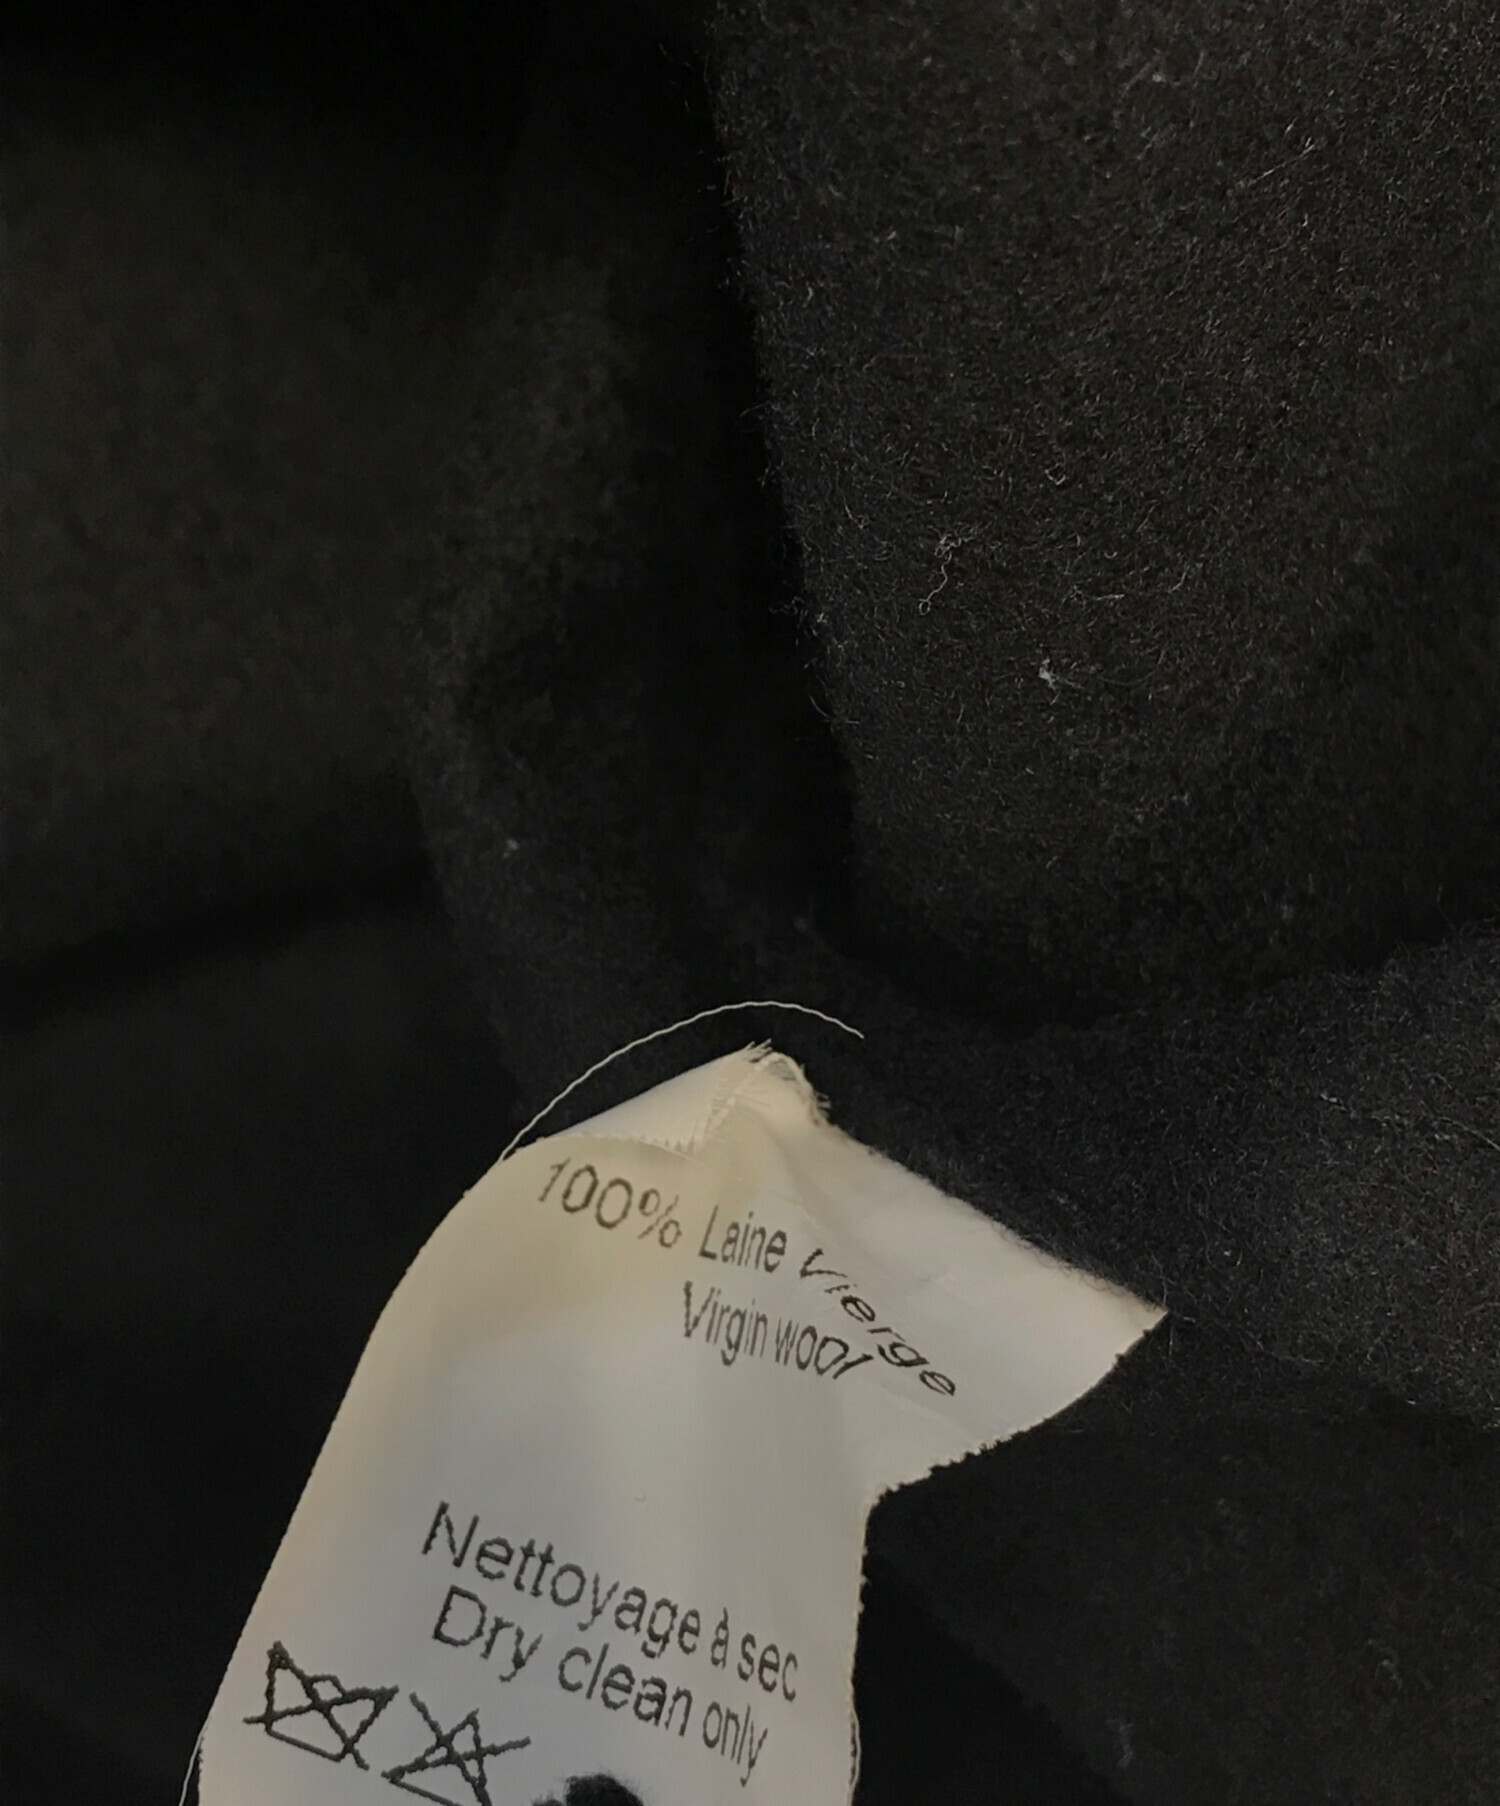 100% Laine Vierge
Virgin wool
Nettoyage à sec
Dry clean only